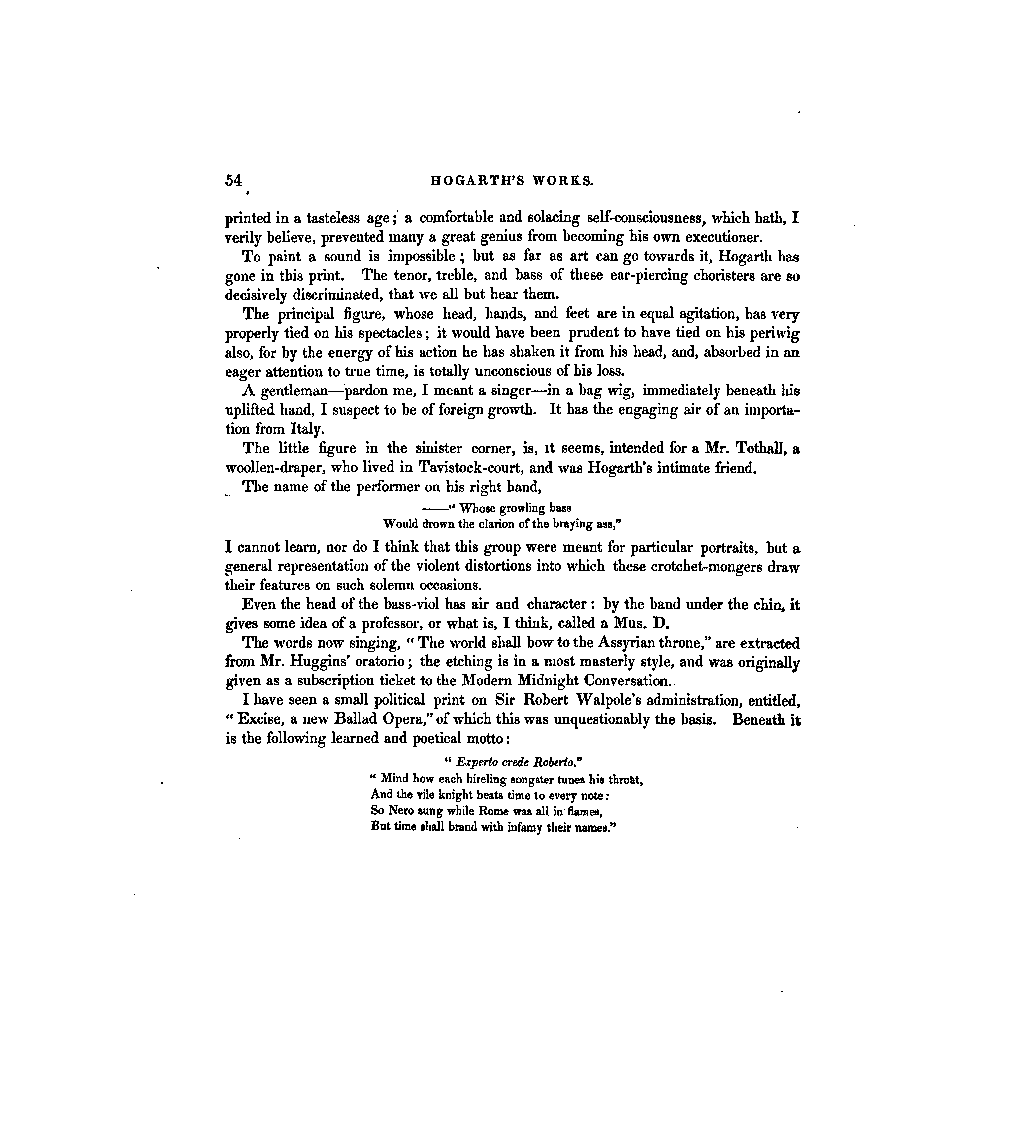 54 HOGARTH'S WORKS.
printed in a tasteless age; a comfortable and solacing self-consciousness, which hath, I
verily believe, prevented many a great genius from becoming his own executioner.
To paint a sound is impossible; but as far as art can go towards it, Hogarth has
gone in this print. The tenor, treble, and bass of these ear-piercing choristers are so
decisively discriminated, that we all but hear them.
The principal figure, whose head, hands, and feet are in equal agitation, has very
properly tied on his spectacles; it would have been prudent to have tied on his periwig
also, for by the energy of his action he has shaken it from his head, and, absorbed in an
eager attention to true time, is totally unconscious of his loss.
A gentleman—pardon me, I meant a singer—in a bag wig, immediately beneath his
uplifted hand, I suspect to be of foreign growth. It has the engaging air of an importa-
tion from Italy.
The little figure in the sinister corner, is, it seems, intended for a Mr. Tothall, a
woollen-draper, who lived in Tavistock-court, and was Hogarth's intimate friend.
The name of the performer on his right hand,
——“ Whose growling bass
Would drown the clarion of the braying ass,”
I cannot learn, nor do I think that this group were meant for particular portraits, but a
general representation of the violent distortions into which these crotchet-mongers draw
their features on such solemn occasions.
Even the head of the bass-viol has air and character: by the band under the chin, it
gives some idea of a professor, or what is, I think, called a Mus. D.
The words now singing, “ The world shall bow to the Assyrian throne,” are extracted
from Mr. Huggins' oratorio; the etching is in a most masterly style, and was originally
given as a subscription ticket to the Modern Midnight Conversation.
I have seen a small political print on Sir Robert Walpole's administration, entitled,
“ Excise, a new Ballad Opera,” of which this was unquestionably the basis. Beneath it
is the following learned and poetical motto:
“ Experto crede Roberto.”
“ Mind how each hireling songster tunes his throat,
And the vile knight beats time to every note:
So Nero sung while Rome was all in flames,
But time shall brand with infamy their names.”